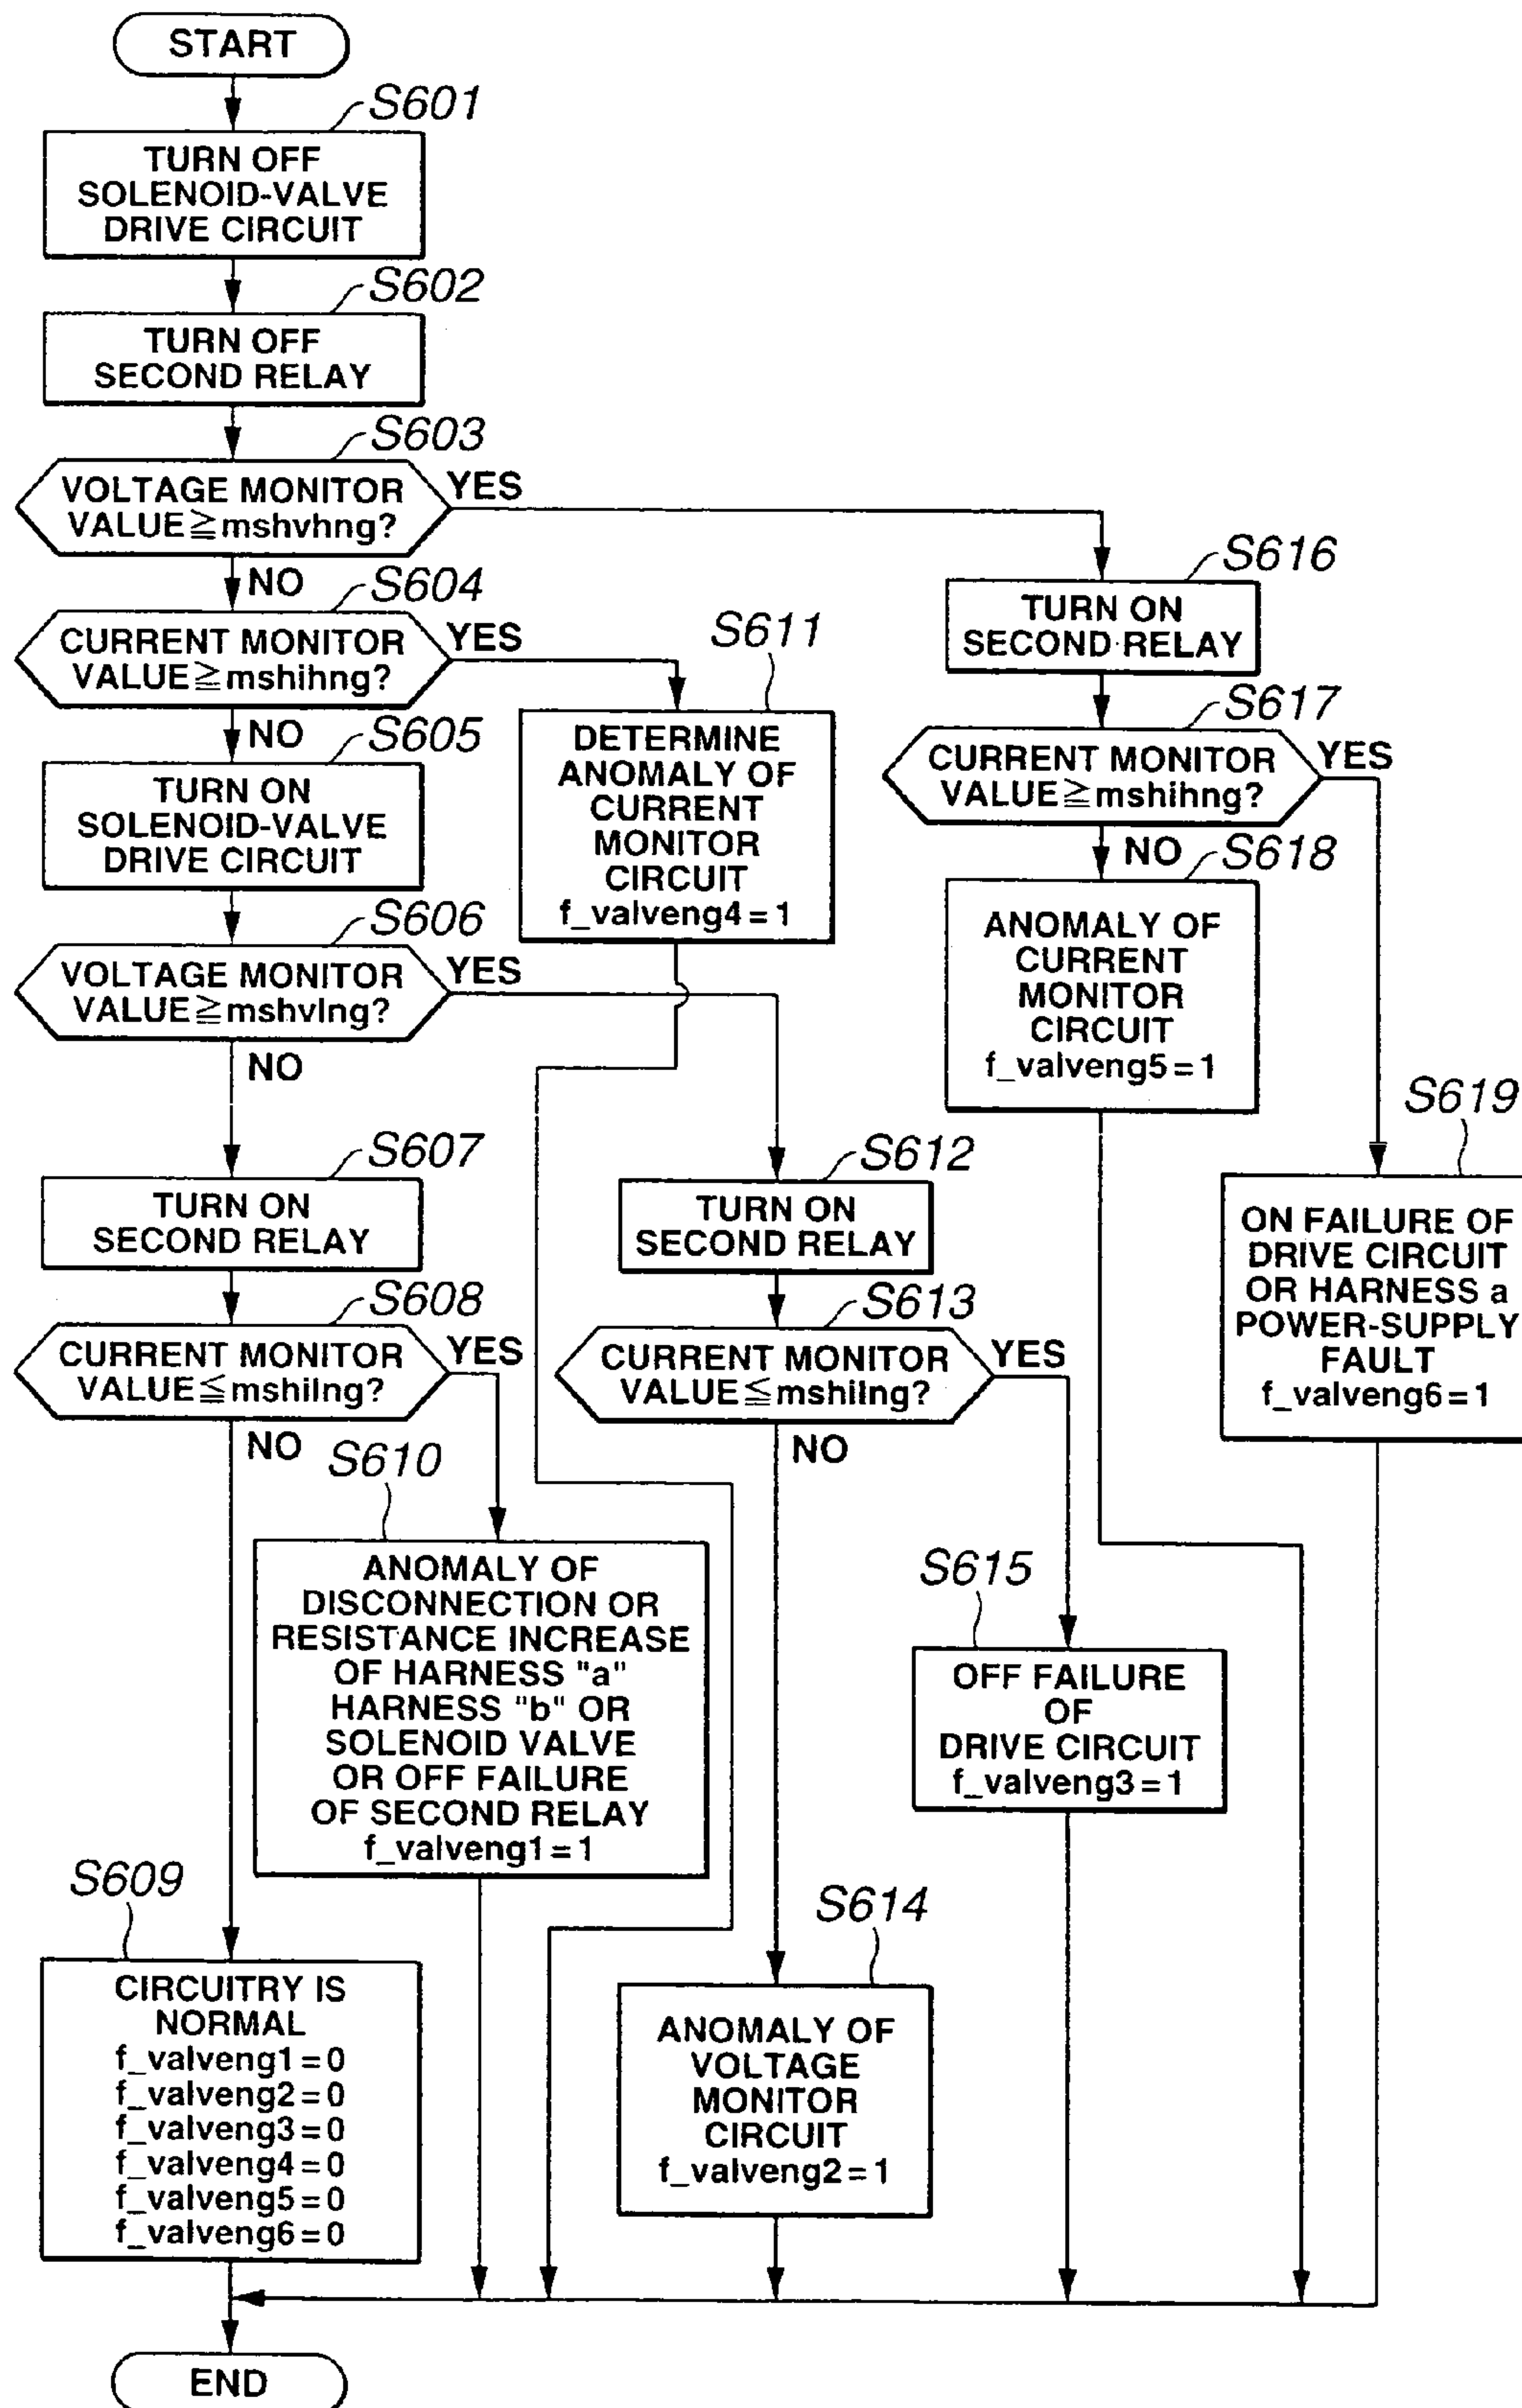 START
S601
TURN OFF
SOLENOID-VALVE
DRIVE CIRCUIT
S602
TURN OFF
SECOND RELAY
S603
VOLTAGE MONITOR
VALUE≧mshvhng?
YES
NO
S604
CURRENT MONITOR
VALUE≧mshihng?
YES
NO
S605
TURN ON
SOLENOID-VALVE
DRIVE CIRCUIT
S606
VOLTAGE MONITOR
VALUE≧mshvlng?
YES
NO
S607
TURN ON
SECOND RELAY
S608
CURRENT MONITOR
VALUE≦mshilng?
YES
NO
S609
CIRCUITRY IS
NORMAL
f_valveng1=0
f_valveng2=0
f_valveng3=0
f_valveng4=0
f_valveng5=0
f_valveng6=0
S610
ANOMALY OF
DISCONNECTION OR
RESISTANCE INCREASE
OF HARNESS "a"
HARNESS "b" OR
SOLENOID VALVE
OR OFF FAILURE
OF SECOND RELAY
f_valveng1=1
S611
DETERMINE
ANOMALY OF
CURRENT
MONITOR
CIRCUIT
f_valveng4=1
S612
TURN ON
SECOND RELAY
S613
CURRENT MONITOR
VALUE≦mshilng?
YES
NO
S614
ANOMALY OF
VOLTAGE
MONITOR
CIRCUIT
f_valveng2=1
S615
OFF FAILURE
OF
DRIVE CIRCUIT
f_valveng3=1
S616
TURN ON
SECOND RELAY
S617
CURRENT MONITOR
VALUE≧mshihng?
YES
NO
S618
ANOMALY OF
CURRENT
MONITOR
CIRCUIT
f_valveng5=1
S619
ON FAILURE OF
DRIVE CIRCUIT
OR HARNESS a
POWER-SUPPLY
FAULT
f_valveng6=1
END